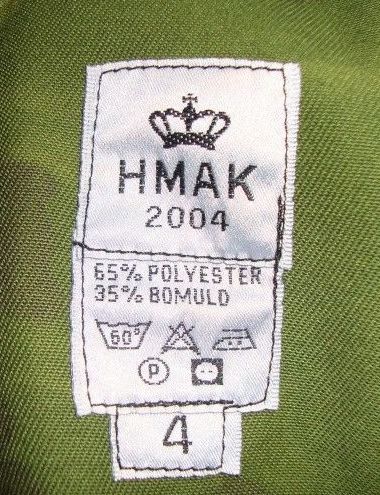 HMAK
2004
65% POLYESTER
35% BOMULD
60°
P
4